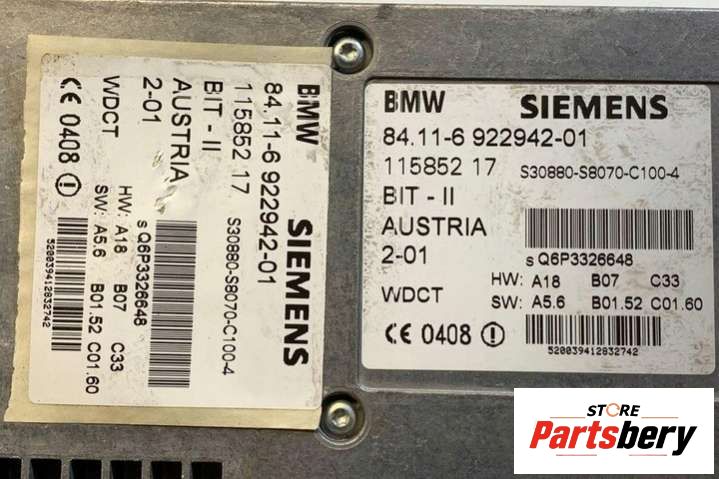 BMW SIEMENS
84.11-6 922942-01
115852 17 S30880-S8070-C100-4
BIT - II
AUSTRIA
2-01
s Q6P3326648
WDCT
HW: A18 B07 C33
SW: A5.6 B01.52 C01.60
CE 0408
520039412832742
BMW SIEMENS
84.11-6 922942-01
115852 17 S30880-S8070-C100-4
BIT - II
AUSTRIA
2-01
s Q6P3326648
HW: A18 B07 C33
WDCT
SW: A5.6 B01.52 C01.60
CE 0408
520039412832742
STORE
Partsbery